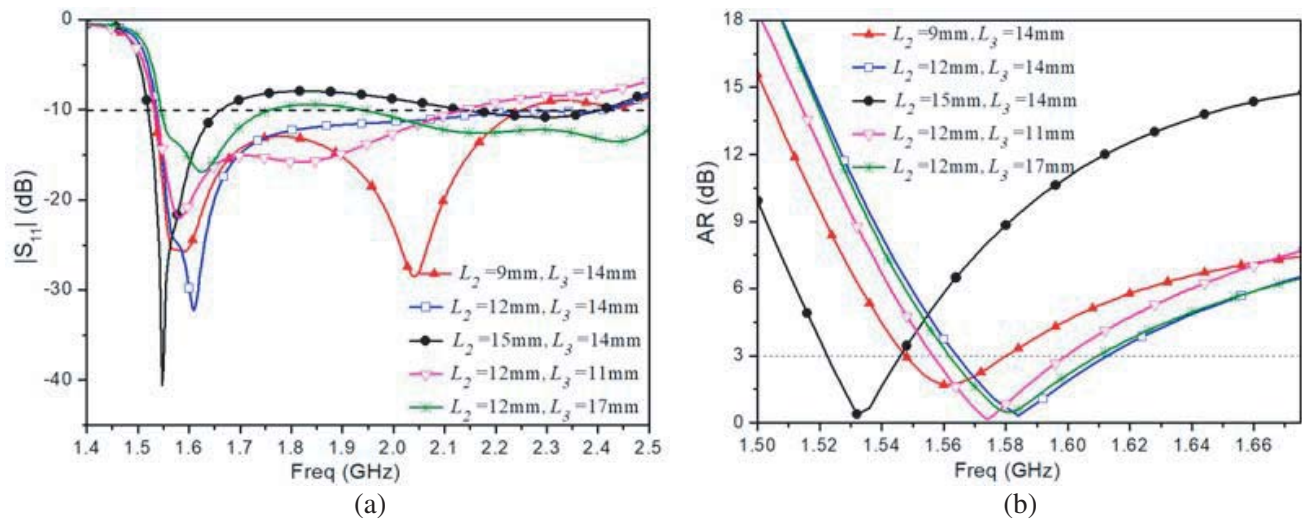 0
-10
-20
-30
-40
|S₁₁| (dB)
L₂=9mm, L₃=14mm
L₂=12mm, L₃=14mm
L₂=15mm, L₃=14mm
L₂=12mm, L₃=11mm
L₂=12mm, L₃=17mm
1.4 1.5 1.6 1.7 1.8 1.9 2.0 2.1 2.2 2.3 2.4 2.5
Freq (GHz)
(a)
18
15
12
9
6
3
0
AR (dB)
L₂=9mm, L₃=14mm
L₂=12mm, L₃=14mm
L₂=15mm, L₃=14mm
L₂=12mm, L₃=11mm
L₂=12mm, L₃=17mm
1.50 1.52 1.54 1.56 1.58 1.60 1.62 1.64 1.66
Freq (GHz)
(b)